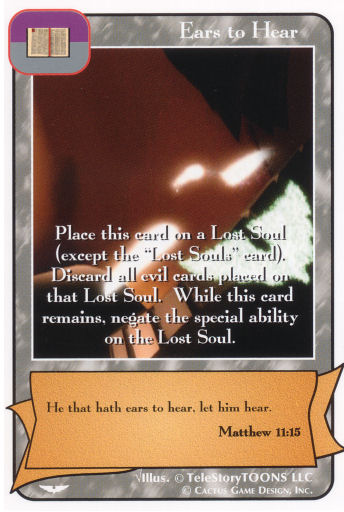 Ears to Hear
Place this card on a Lost Soul
(except the "Lost Souls" card).
Discard all evil cards placed on
that Lost Soul. While this card
remains, negate the special ability
on the Lost Soul.
He that hath ears to hear, let him hear.
Matthew 11:15
Illus. © TeleStoryTOONS LLC
© Cactus Game Design, Inc.